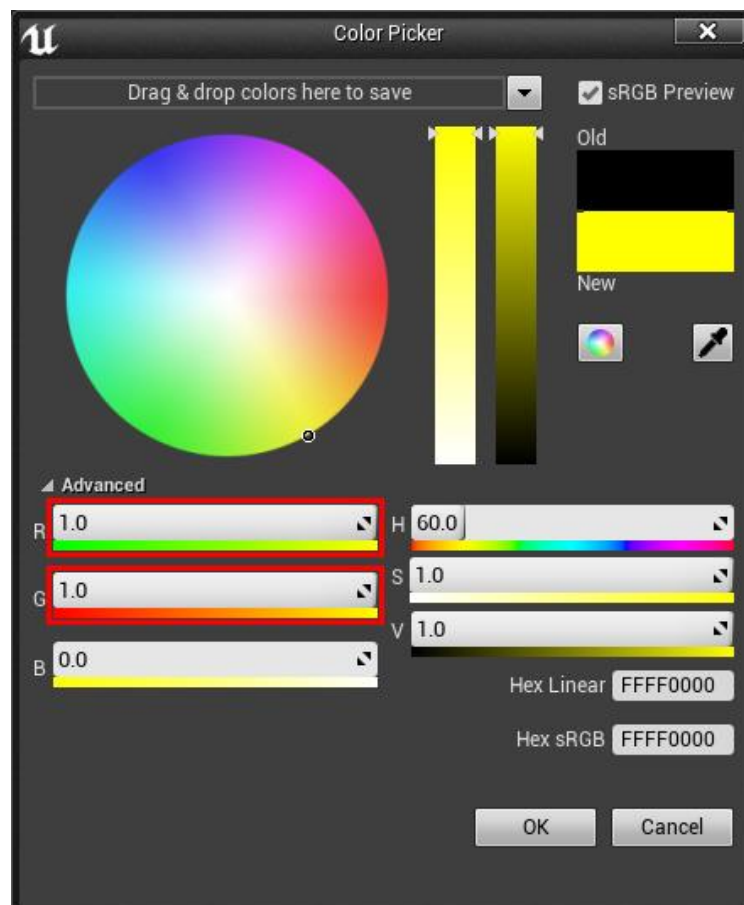 Color Picker
Drag & drop colors here to save
sRGB Preview
Old
New
Advanced
R 1.0
G 1.0
B 0.0
H 60.0
S 1.0
V 1.0
Hex Linear FFFF0000
Hex sRGB FFFF0000
OK Cancel